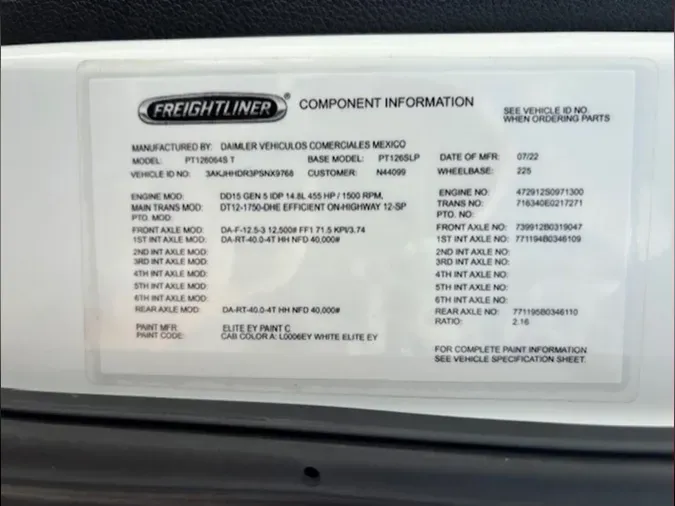 FREIGHTLINER® COMPONENT INFORMATION
SEE VEHICLE ID NO.
WHEN ORDERING PARTS
MANUFACTURED BY: DAIMLER VEHICULOS COMERCIALES MEXICO
MODEL: PT126064S T BASE MODEL: PT126SLP DATE OF MFR: 07/22
VEHICLE ID NO: 3AKJHHDR3PSNX9768 CUSTOMER: N44099 WHEELBASE: 225
ENGINE MOD: DD15 GEN 5 IDP 14.8L 455 HP / 1500 RPM, ENGINE NO: 472912S0971300
MAIN TRANS MOD: DT12-1750-DHE EFFICIENT ON-HIGHWAY 12-SP TRANS NO: 716340E0217271
PTO. MOD: PTO. NO:
FRONT AXLE MOD: DA-F-12.5-3 12,500# FF1 71.5 KPI/3.74 FRONT AXLE NO: 739912B0319047
1ST INT AXLE MOD: DA-RT-40.0-4T HH NFD 40,000# 1ST INT AXLE NO: 771194B0346109
2ND INT AXLE MOD: 2ND INT AXLE NO:
3RD INT AXLE MOD: 3RD INT AXLE NO:
4TH INT AXLE MOD: 4TH INT AXLE NO:
5TH INT AXLE MOD: 5TH INT AXLE NO:
6TH INT AXLE MOD: 6TH INT AXLE NO:
REAR AXLE MOD: DA-RT-40.0-4T HH NFD 40,000# REAR AXLE NO: 771195B0346110
RATIO: 2.16
PAINT MFR: ELITE EY PAINT C
PAINT CODE: CAB COLOR A: L0006EY WHITE ELITE EY
FOR COMPLETE PAINT INFORMATION
SEE VEHICLE SPECIFICATION SHEET.